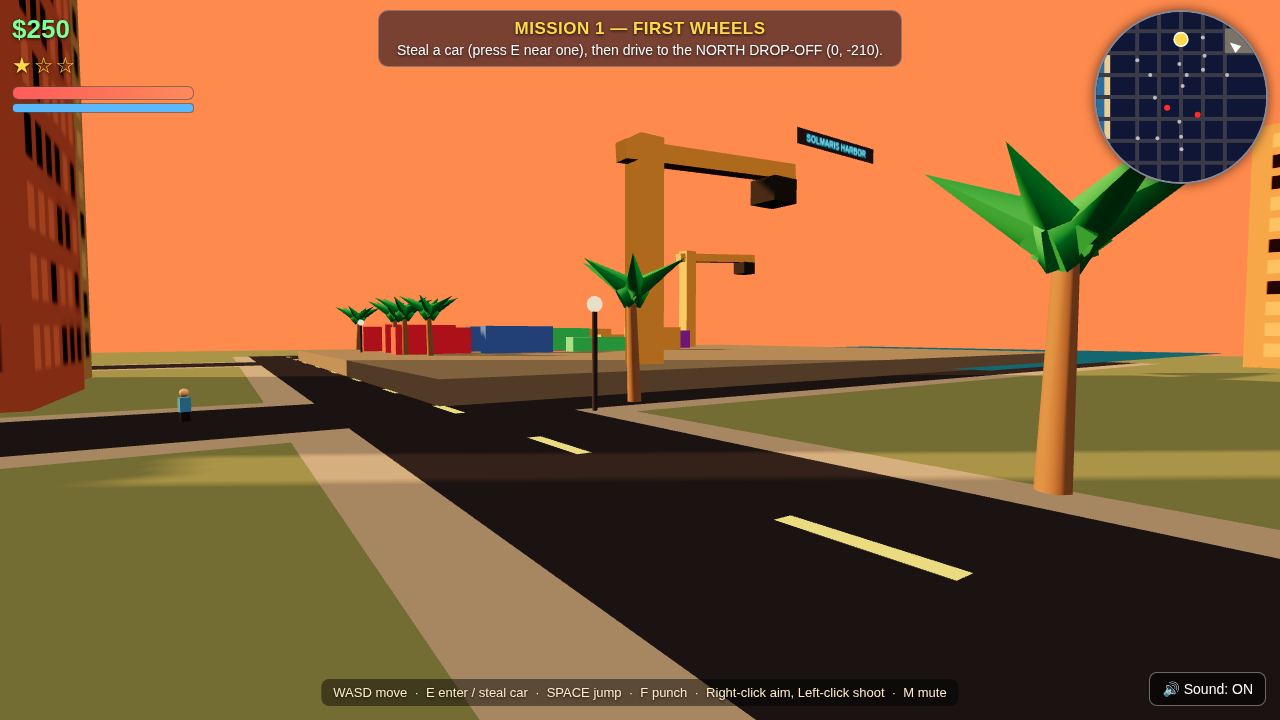 $250
MISSION 1 — FIRST WHEELS
Steal a car (press E near one), then drive to the NORTH DROP-OFF (0, -210).
★☆☆
SOLMARIS HARBOR
WASD move · E enter / steal car · SPACE jump · F punch · Right-click aim, Left-click shoot · M mute
🔊 Sound: ON